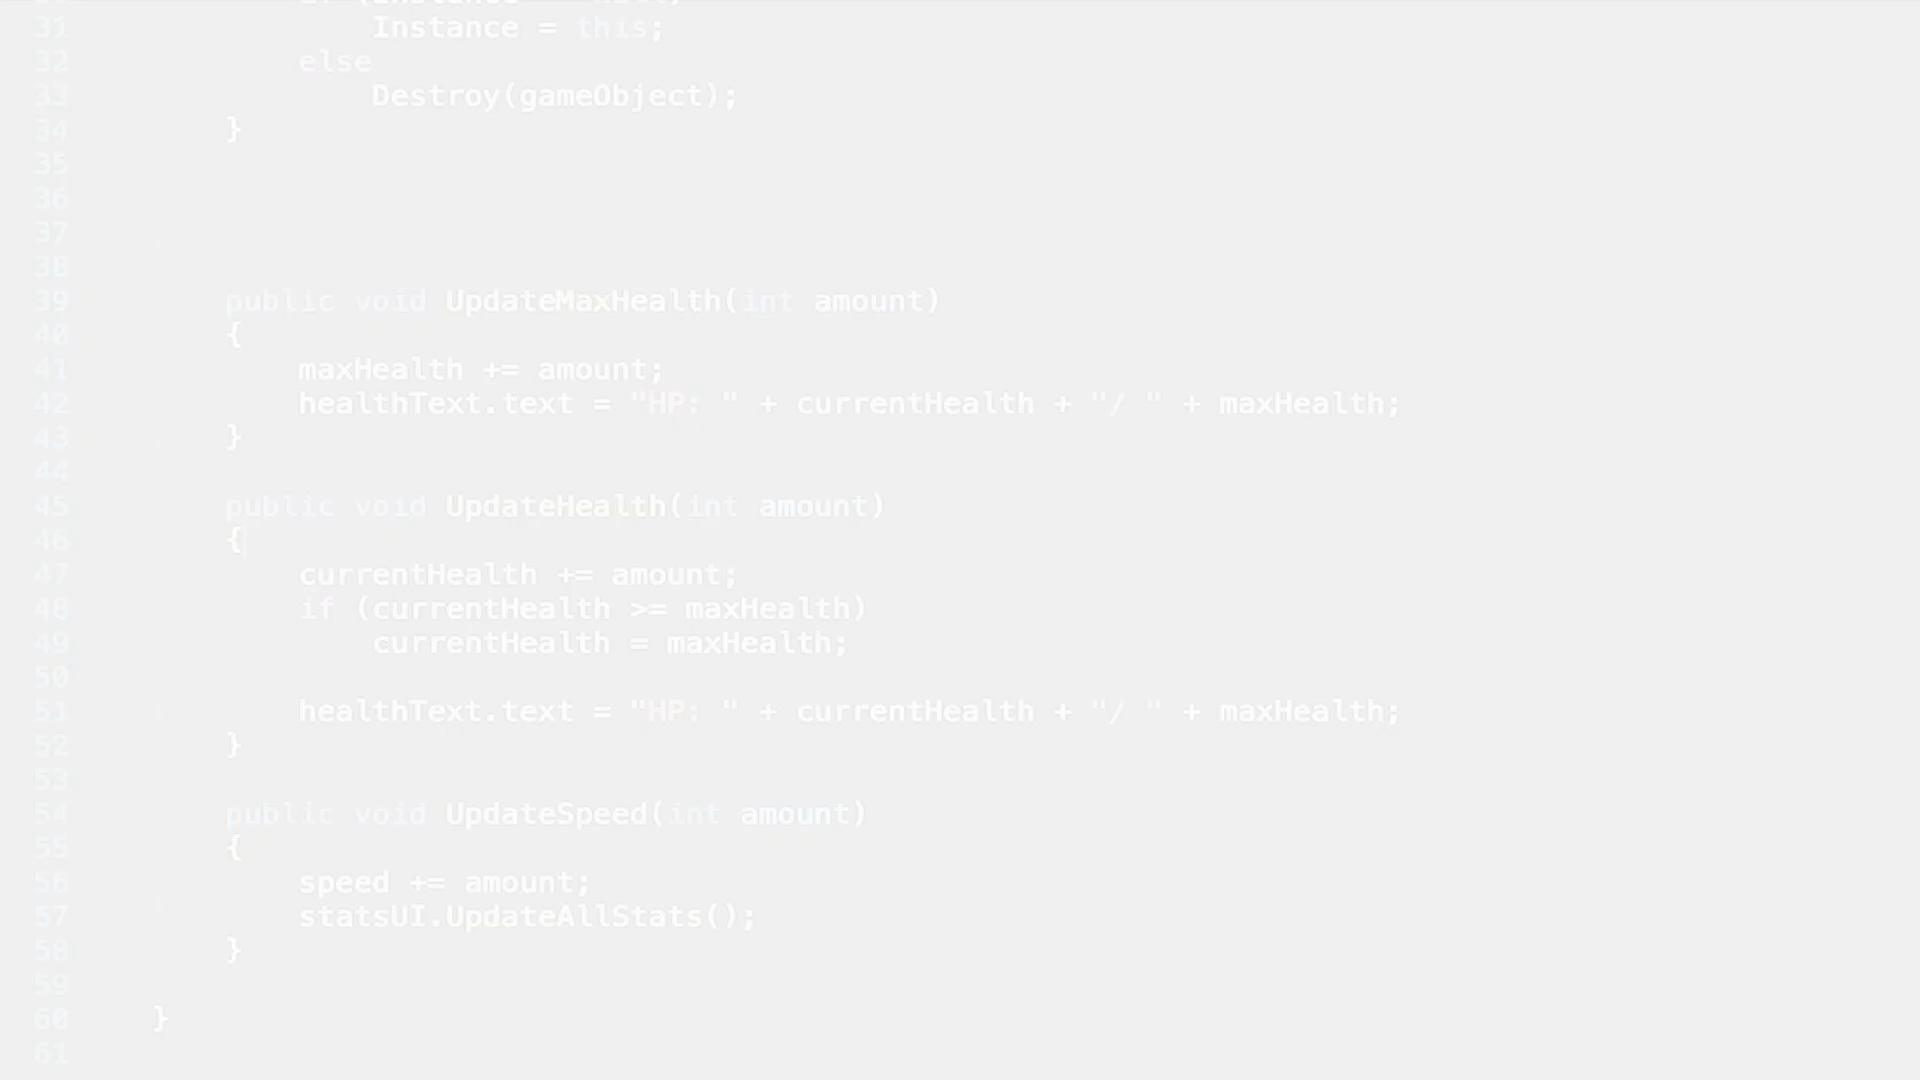 31 Instance = this;
32 else
33 Destroy(gameObject);
34 }
35
36
37
38
39 public void UpdateMaxHealth(int amount)
40 {
41 maxHealth += amount;
42 healthText.text = "HP: " + currentHealth + "/ " + maxHealth;
43 }
44
45 public void UpdateHealth(int amount)
46 {
47 currentHealth += amount;
48 if (currentHealth >= maxHealth)
49 currentHealth = maxHealth;
50
51 healthText.text = "HP: " + currentHealth + "/ " + maxHealth;
52 }
53
54 public void UpdateSpeed(int amount)
55 {
56 speed += amount;
57 statsUI.UpdateAllStats();
58 }
59
60 }
61